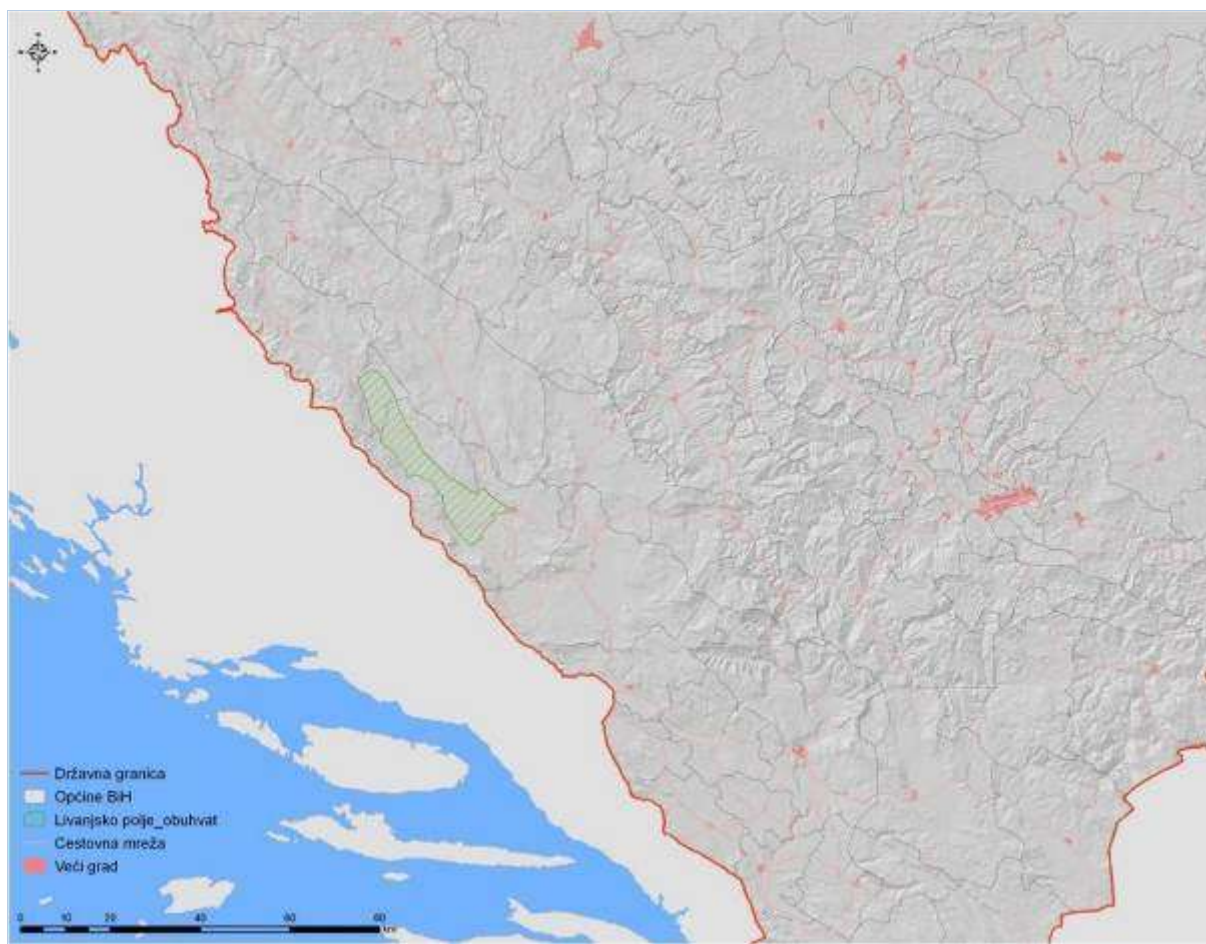 Državna granica
Općine BiH
Livanjsko polje_obuhvat
Cestovna mreža
Veći grad
0 10 20 40 60 80
km